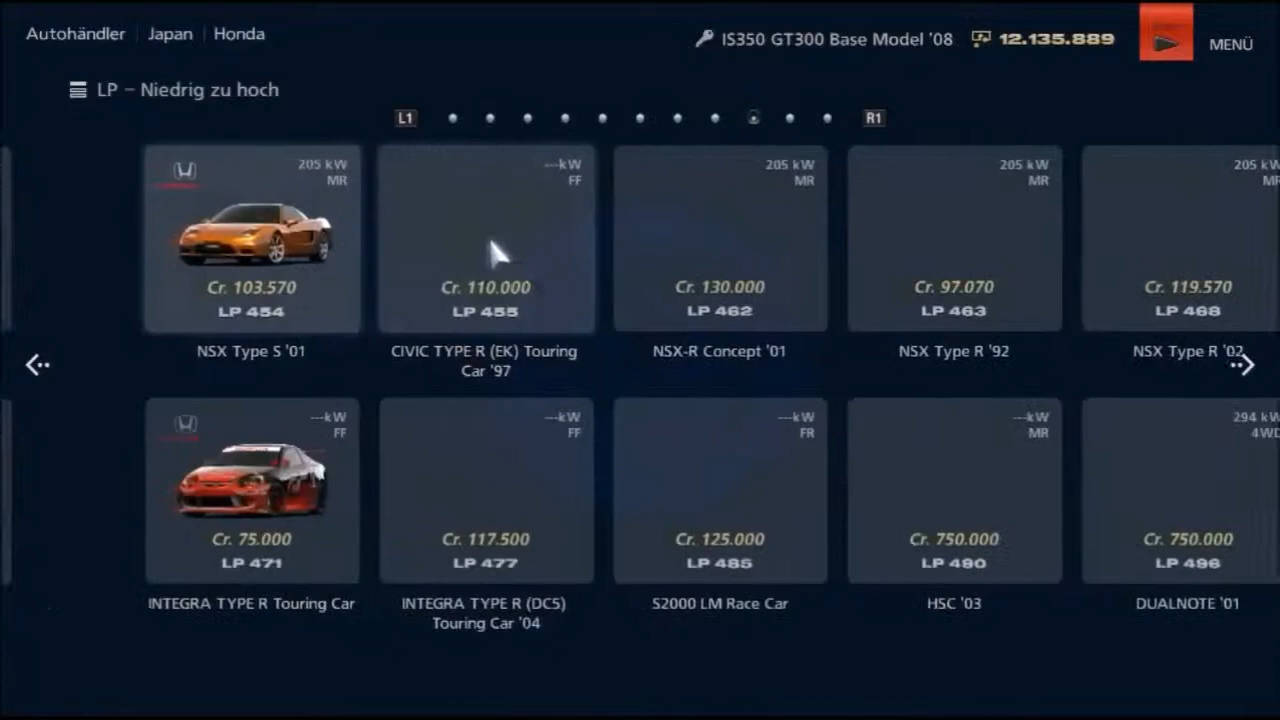 Autohändler | Japan | Honda
IS350 GT300 Base Model '08
12.135.889
MENÜ
LP – Niedrig zu hoch
L1
R1
205 kW
MR
Cr. 103.570
LP 454
NSX Type S '01
---kW
FF
Cr. 110.000
LP 455
CIVIC TYPE R (EK) Touring
Car '97
205 kW
MR
Cr. 130.000
LP 462
NSX-R Concept '01
205 kW
MR
Cr. 97.070
LP 463
NSX Type R '92
205 kW
MR
Cr. 119.570
LP 468
NSX Type R '02
---kW
FF
Cr. 75.000
LP 471
INTEGRA TYPE R Touring Car
---kW
FF
Cr. 117.500
LP 477
INTEGRA TYPE R (DC5)
Touring Car '04
---kW
FR
Cr. 125.000
LP 485
S2000 LM Race Car
---kW
MR
Cr. 750.000
LP 490
HSC '03
294 kW
4WD
Cr. 750.000
LP 496
DUALNOTE '01